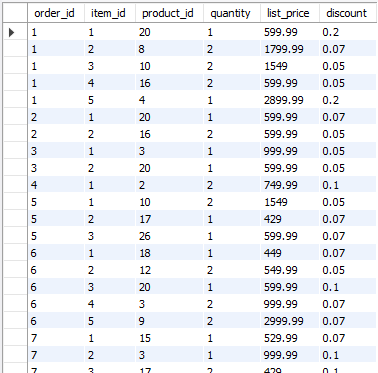 order_id item_id product_id quantity list_price discount
1 1 20 1 599.99 0.2
1 2 8 2 1799.99 0.07
1 3 10 2 1549 0.05
1 4 16 2 599.99 0.05
1 5 4 1 2899.99 0.2
2 1 20 1 599.99 0.07
2 2 16 2 599.99 0.05
3 1 3 1 999.99 0.05
3 2 20 1 599.99 0.05
4 1 2 2 749.99 0.1
5 1 10 2 1549 0.05
5 2 17 1 429 0.07
5 3 26 1 599.99 0.07
6 1 18 1 449 0.07
6 2 12 2 549.99 0.05
6 3 20 1 599.99 0.1
6 4 3 2 999.99 0.07
6 5 9 2 2999.99 0.07
7 1 15 1 529.99 0.07
7 2 3 1 999.99 0.1
7 3 17 2 429 0.1